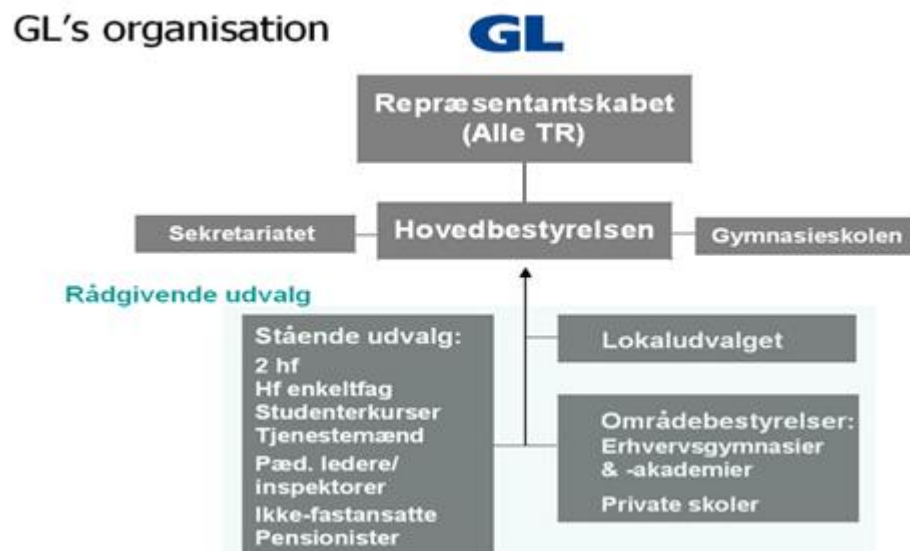 GL's organisation
GL
Repræsentantskabet
(Alle TR)
Sekretariatet
Hovedbestyrelsen
Gymnasieskolen
Rådgivende udvalg
Stående udvalg:
2 hf
Hf enkeltfag
Studenterkurser
Tjenestemænd
Pæd. ledere/
inspektorer
Ikke-fastansatte
Pensionister
Lokaludvalget
Områdebestyrelser:
Erhvervsgymnasier
& -akademier
Private skoler